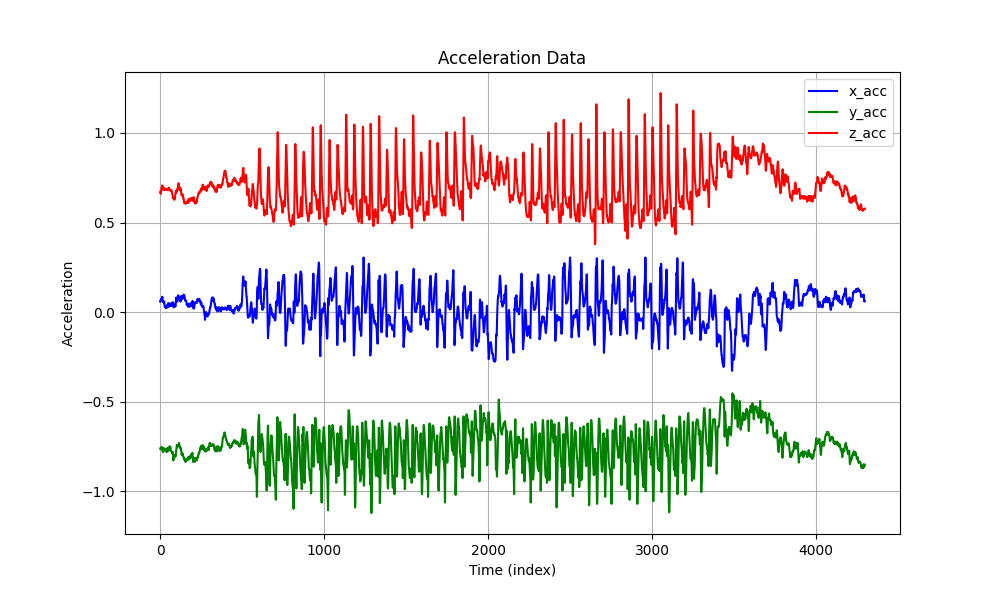 Acceleration Data
x_acc
y_acc
z_acc
1.0
0.5
0.0
−0.5
−1.0
Acceleration
0 1000 2000 3000 4000
Time (index)